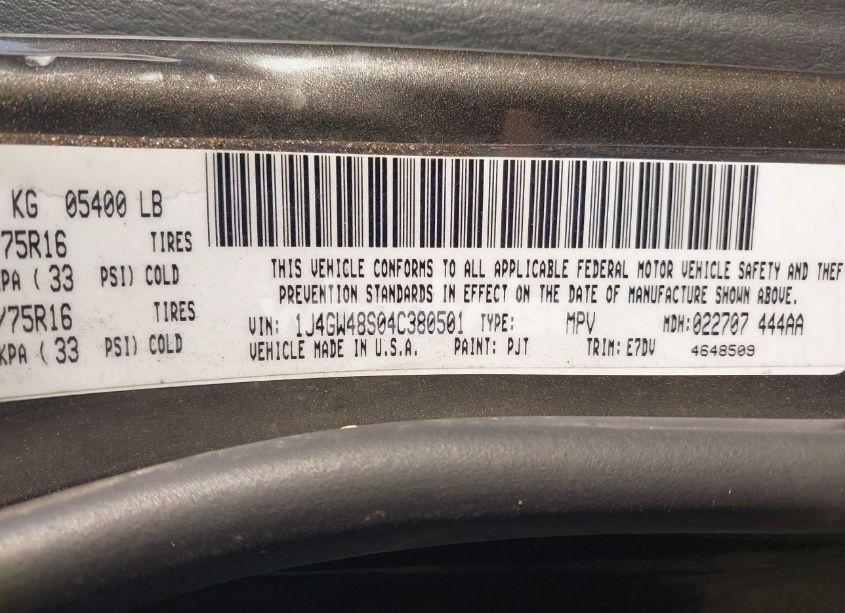 KG 05400 LB
75R16 TIRES
KPA ( 33 PSI) COLD
/75R16 TIRES
KPA ( 33 PSI) COLD
THIS VEHICLE CONFORMS TO ALL APPLICABLE FEDERAL MOTOR VEHICLE SAFETY AND THEF
PREVENTION STANDARDS IN EFFECT ON THE DATE OF MANUFACTURE SHOWN ABOVE.
VIN: 1J4GW48S04C380501 TYPE: MPV MDH:022707 444AA
VEHICLE MADE IN U.S.A. PAINT: PJT TRIM: E7DV 4648509